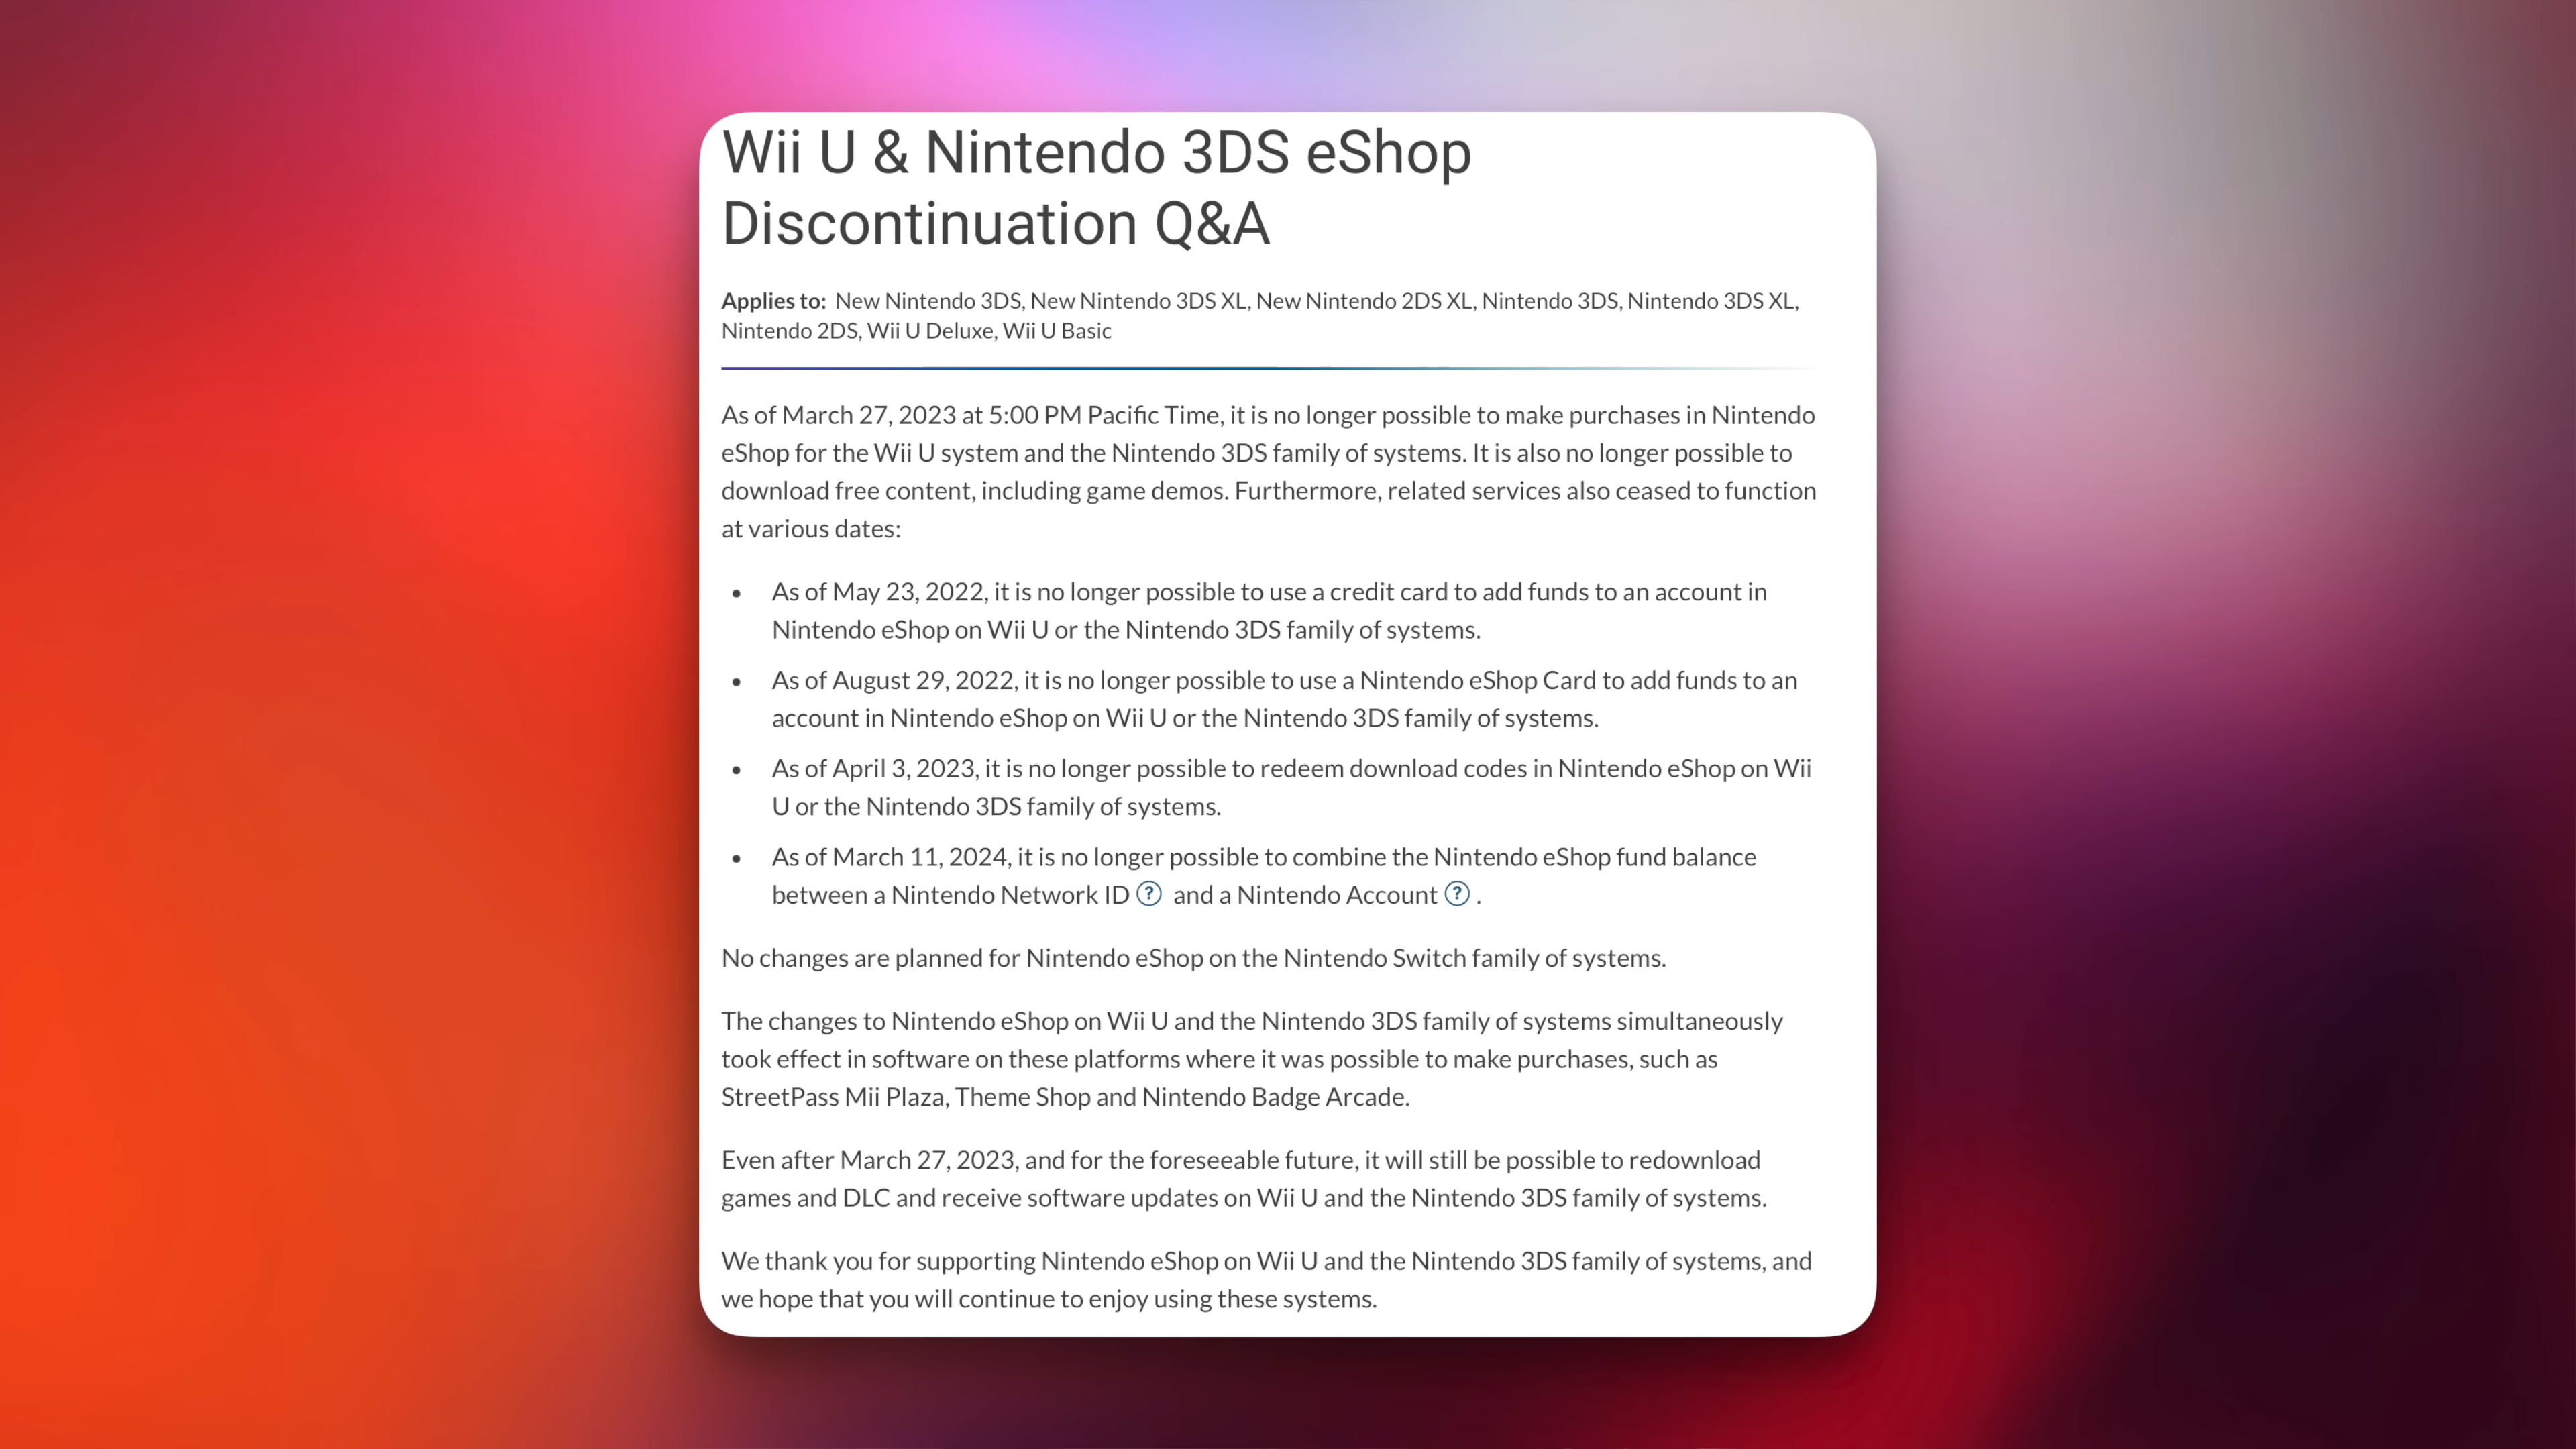 Wii U & Nintendo 3DS eShop
Discontinuation Q&A
Applies to: New Nintendo 3DS, New Nintendo 3DS XL, New Nintendo 2DS XL, Nintendo 3DS, Nintendo 3DS XL,
Nintendo 2DS, Wii U Deluxe, Wii U Basic
As of March 27, 2023 at 5:00 PM Pacific Time, it is no longer possible to make purchases in Nintendo
eShop for the Wii U system and the Nintendo 3DS family of systems. It is also no longer possible to
download free content, including game demos. Furthermore, related services also ceased to function
at various dates:
• As of May 23, 2022, it is no longer possible to use a credit card to add funds to an account in
Nintendo eShop on Wii U or the Nintendo 3DS family of systems.
• As of August 29, 2022, it is no longer possible to use a Nintendo eShop Card to add funds to an
account in Nintendo eShop on Wii U or the Nintendo 3DS family of systems.
• As of April 3, 2023, it is no longer possible to redeem download codes in Nintendo eShop on Wii
U or the Nintendo 3DS family of systems.
• As of March 11, 2024, it is no longer possible to combine the Nintendo eShop fund balance
between a Nintendo Network ID ? and a Nintendo Account ? .
No changes are planned for Nintendo eShop on the Nintendo Switch family of systems.
The changes to Nintendo eShop on Wii U and the Nintendo 3DS family of systems simultaneously
took effect in software on these platforms where it was possible to make purchases, such as
StreetPass Mii Plaza, Theme Shop and Nintendo Badge Arcade.
Even after March 27, 2023, and for the foreseeable future, it will still be possible to redownload
games and DLC and receive software updates on Wii U and the Nintendo 3DS family of systems.
We thank you for supporting Nintendo eShop on Wii U and the Nintendo 3DS family of systems, and
we hope that you will continue to enjoy using these systems.